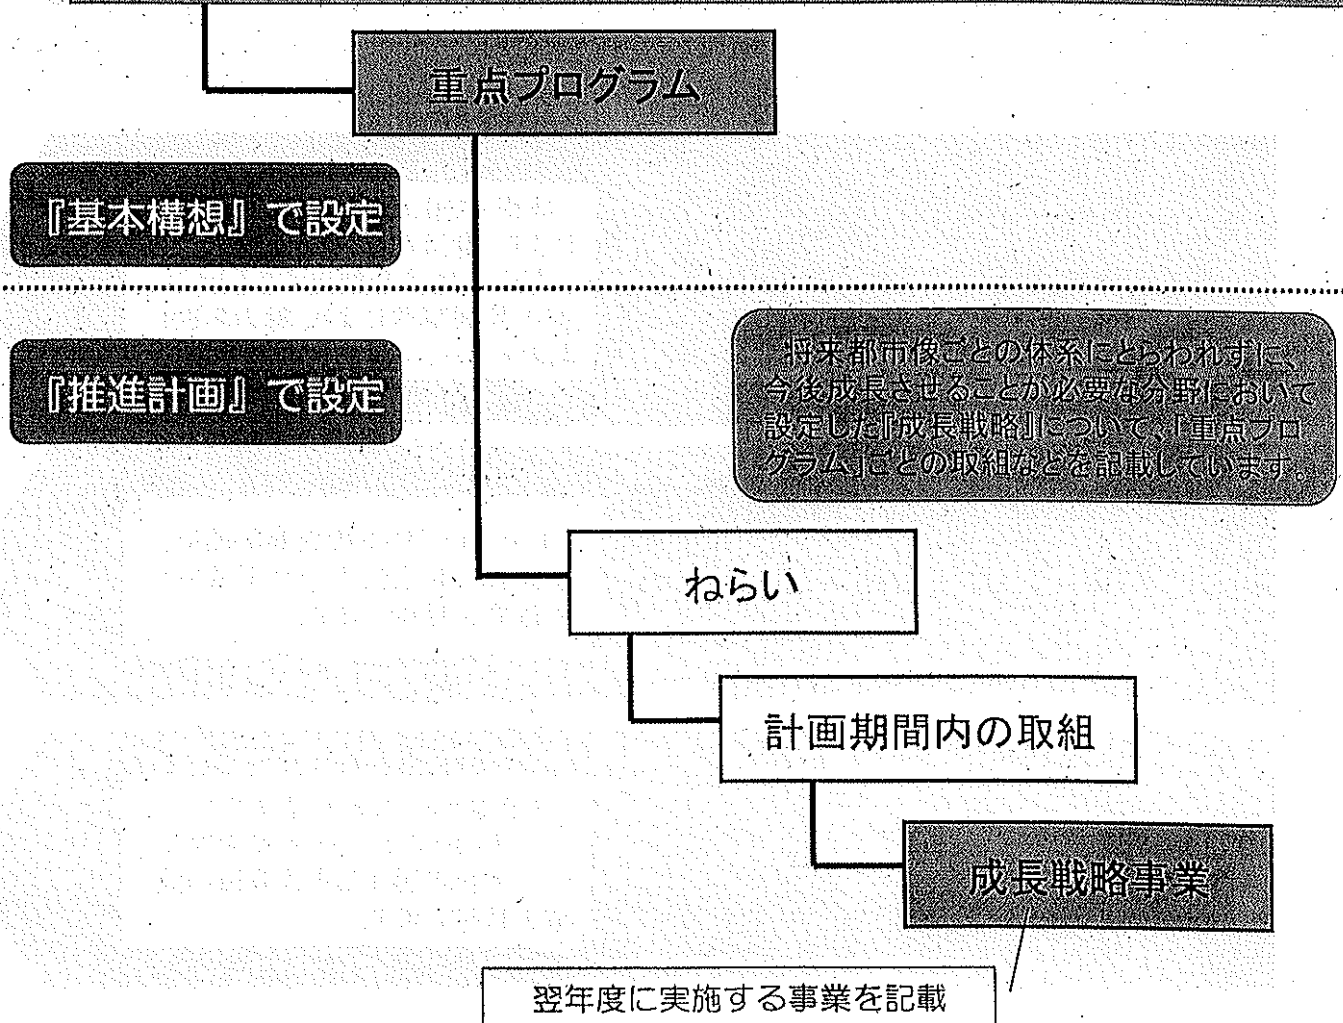 重点プログラム
『基本構想』で設定
『推進計画』で設定
将来都市像ごとの体系にとらわれずに、
今後成長させることが必要な分野において
設定した『成長戦略』について、「重点プロ
グラム」ごとの取組などを記載しています。
ねらい
計画期間内の取組
成長戦略事業
翌年度に実施する事業を記載